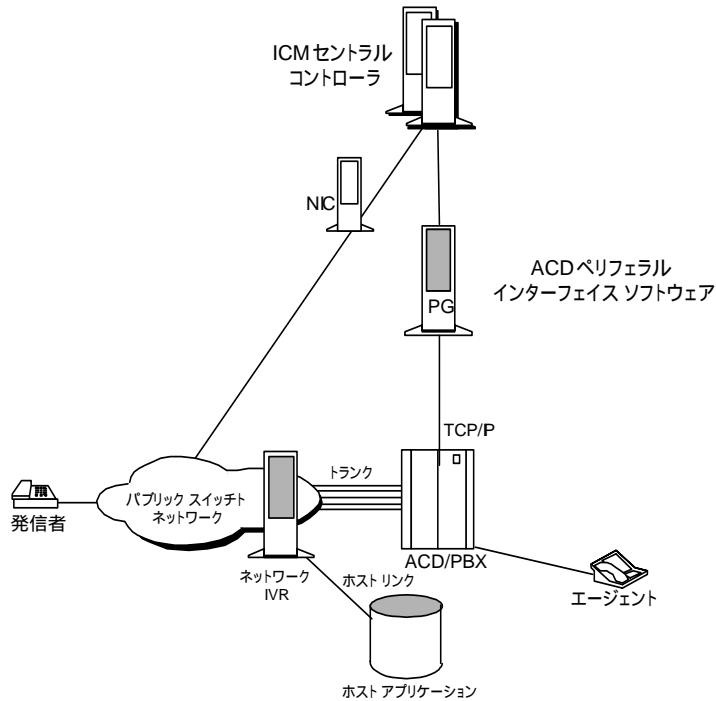 ICM セントラル
コントローラ
NIC
ACD ペリフェラル
インターフェイス ソフトウェア
PG
TCP/IP
トランク
パブリック スイッチト
ネットワーク
発信者
ACD/PBX
ネットワーク
IVR
ホスト リンク
エージェント
ホスト アプリケーション